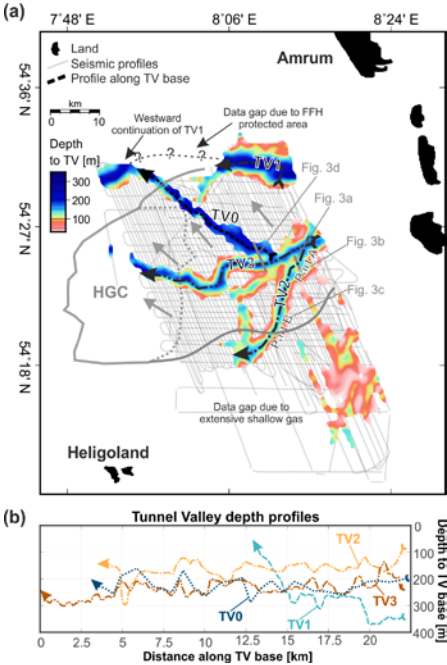 (a)
7°48' E
8°06' E
8°24' E
Land
Seismic profiles
Profile along TV base
Amrum
54°36' N
km
0
10
Westward
continuation of TV1
Data gap due to FFH
protected area
Depth
to TV [m]
300
200
100
?
?
?
TV1
Fig. 3d
Fig. 3a
TV0
54°27' N
TV3
Fig. 3b
TV2
Part A
HGC
Fig. 3c
Part B
54°18' N
Data gap due to
extensive shallow gas
Heligoland
(b)
Tunnel Valley depth profiles
TV2
TV3
TV0
TV1
0
100
200
300
400
Depth to
TV base [m]
0
2.5
5
7.5
10
12.5
15
17.5
20
Distance along TV base [km]